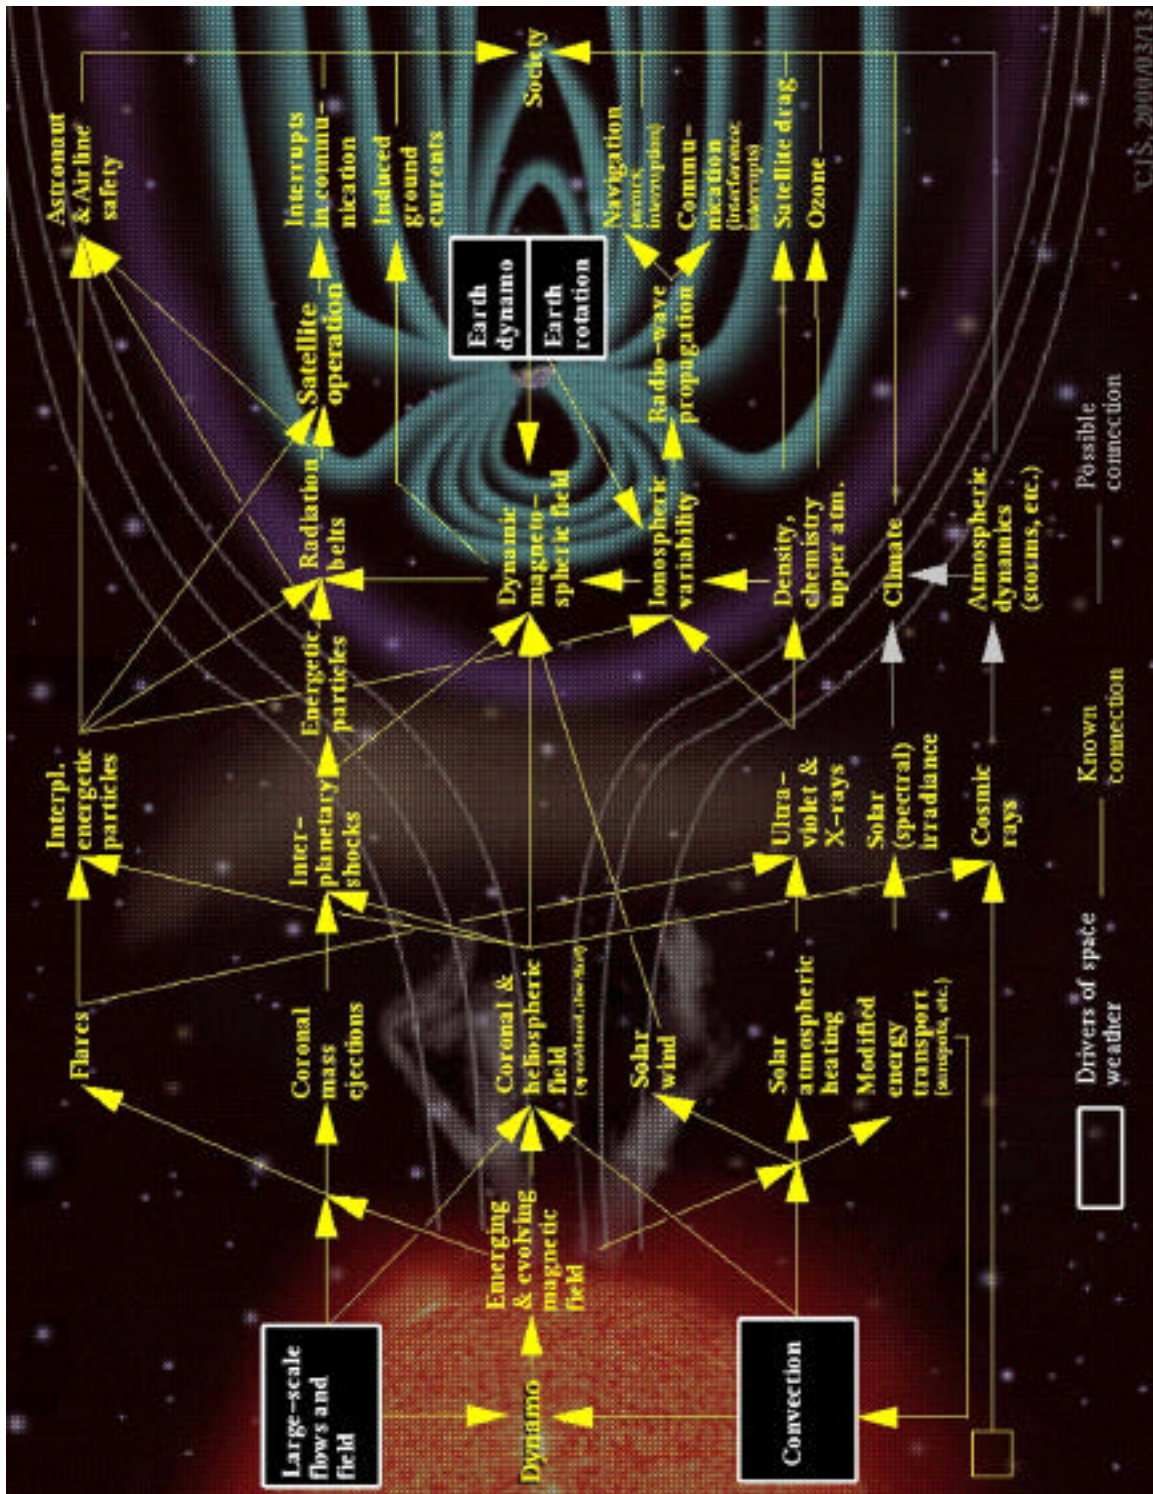 Large-scale
flows and
field
Dynamo
Convection
Emerging
& evolving
magnetic
field
Flares
Coronal
mass
ejections
Coronal &
heliospheric
field
Solar
wind
Solar
atmospheric
heating
Modified
energy
transport
(sunspots, etc.)
Interpl.
energetic
particles
Inter-
planetary
shocks
Ultra-
violet &
X-rays
Solar
(spectral)
irradiance
Cosmic
rays
Energetic
particles
Radiation
belts
Dynamic
magneto-
spheric field
Ionospheric
variability
Density,
chemistry
upper atm.
Climate
Atmospheric
dynamics
(storms, etc.)
Satellite
operation
Earth
dynamo
Earth
rotation
Radio-wave
propagation
Astronaut
& Airline
safety
Interrupts
in commu-
nication
Induced
ground
currents
Navigation
(errors,
interruption)
Commu-
nication
(interference,
interrupts)
Satellite drag
Ozone
Society
Drivers of space
weather
Known
connection
Possible
connection
CJS, 2000/03/13